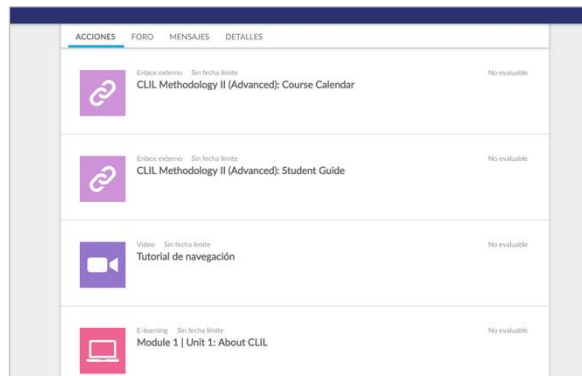 ACCIONES FORO MENSAJES DETALLES
Enlace externo Sin fecha límite No evaluable
CLIL Methodology II (Advanced): Course Calendar
Enlace externo Sin fecha límite No evaluable
CLIL Methodology II (Advanced): Student Guide
Vídeo Sin fecha límite No evaluable
Tutorial de navegación
E-learning Sin fecha límite No evaluable
Module 1 | Unit 1: About CLIL